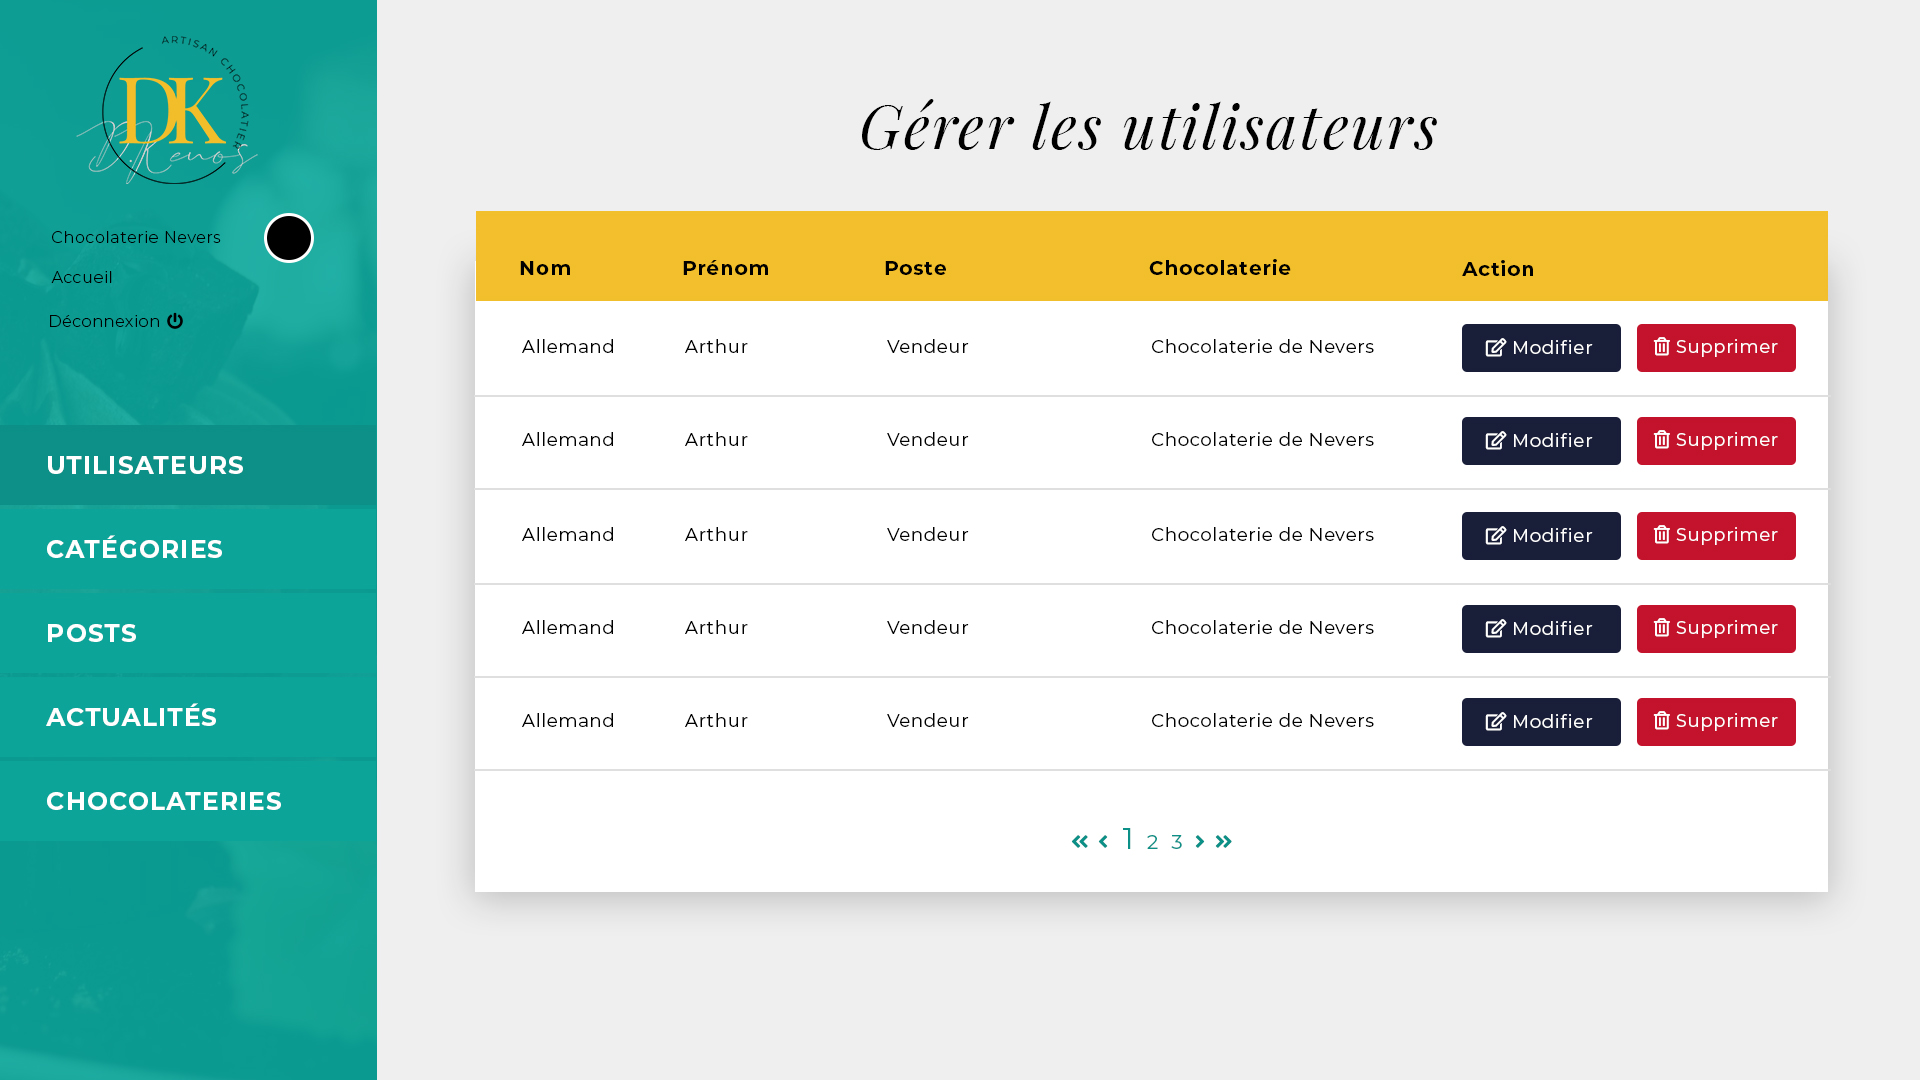 ARTISAN CHOCOLATIER
DK
D.Kenos
Chocolaterie Nevers
Accueil
Déconnexion
UTILISATEURS
CATÉGORIES
POSTS
ACTUALITÉS
CHOCOLATERIES
Gérer les utilisateurs
Nom Prénom Poste Chocolaterie Action
Allemand Arthur Vendeur Chocolaterie de Nevers Modifier Supprimer
Allemand Arthur Vendeur Chocolaterie de Nevers Modifier Supprimer
Allemand Arthur Vendeur Chocolaterie de Nevers Modifier Supprimer
Allemand Arthur Vendeur Chocolaterie de Nevers Modifier Supprimer
Allemand Arthur Vendeur Chocolaterie de Nevers Modifier Supprimer
« ‹ 1 2 3 › »